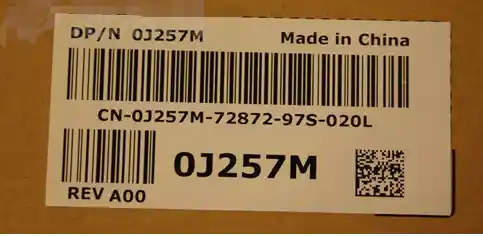 DP/N 0J257M Made in China
CN-0J257M-72872-97S-020L
0J257M
REV A00